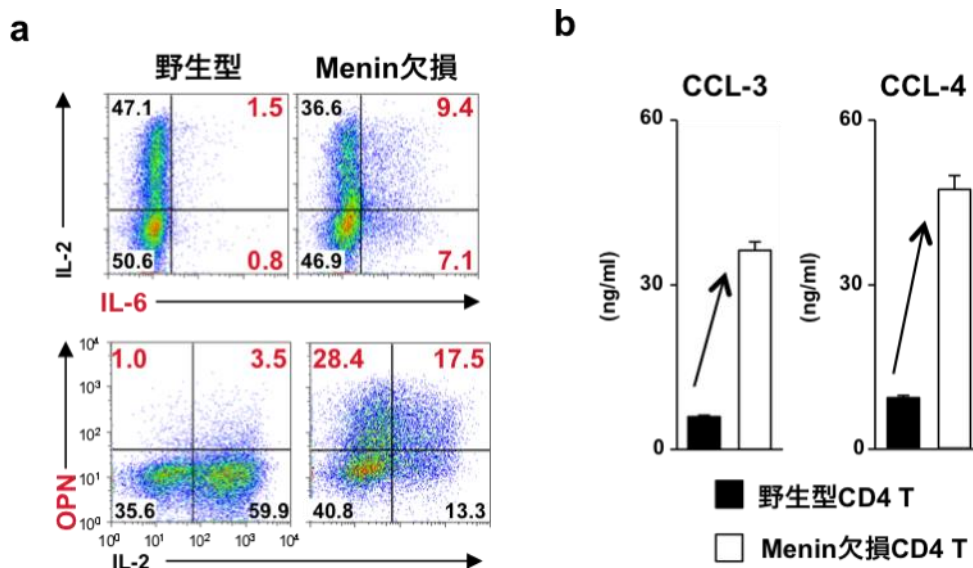 a
野生型
Menin欠損
47.1
1.5
36.6
9.4
IL-2
50.6
0.8
46.9
7.1
IL-6
10⁴
10³
10²
10¹
10⁰
1.0
3.5
28.4
17.5
OPN
35.6
59.9
40.8
13.3
10⁰ 10¹ 10² 10³ 10⁴
IL-2
b
CCL-3
60
30
0
(ng/ml)
CCL-4
60
30
0
(ng/ml)
野生型CD4 T
Menin欠損CD4 T